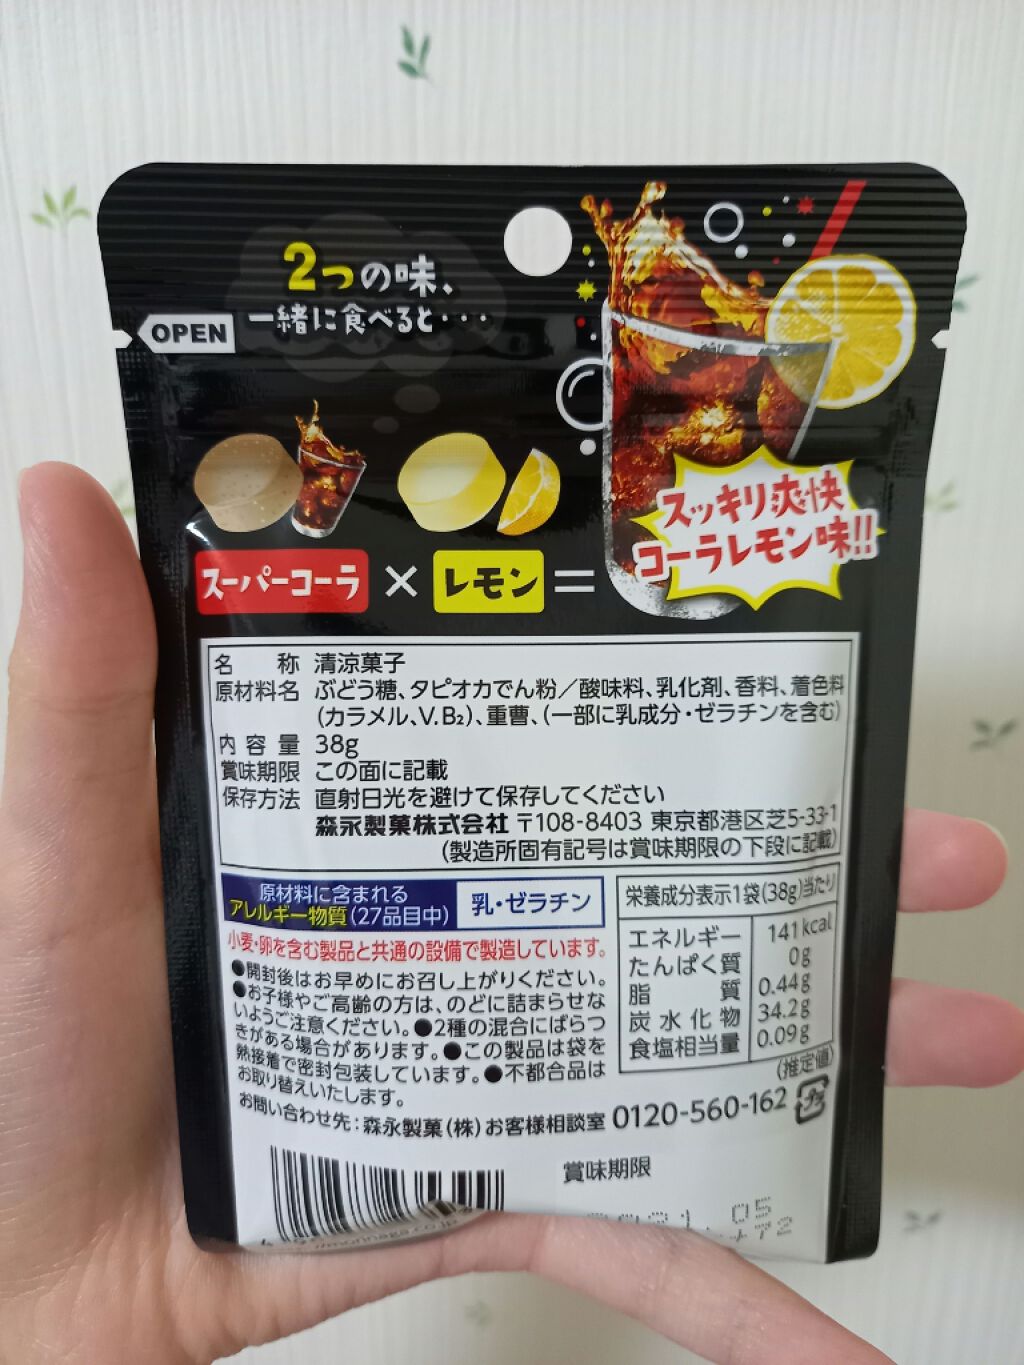 2つの味、
一緒に食べると・・・
OPEN
スッキリ爽快
コーラレモン味!!
スーパーコーラ × レモン =
名称 清涼菓子
原材料名 ぶどう糖、タピオカでん粉／酸味料、乳化剤、香料、着色料
(カラメル、V.B₂)、重曹、(一部に乳成分・ゼラチンを含む)
内容量 38g
賞味期限 この面に記載
保存方法 直射日光を避けて保存してください
森永製菓株式会社 〒108-8403 東京都港区芝5-33-1
(製造所固有記号は賞味期限の下段に記載)
原材料に含まれる
アレルギー物質(27品目中)
乳・ゼラチン
小麦・卵を含む製品と共通の設備で製造しています。
●開封後はお早めにお召し上がりください。
●お子様やご高齢の方は、のどに詰まらせな
いようご注意ください。●2種の混合にばらつ
きがある場合があります。●この製品は袋を
熱接着で密封包装しています。●不都合品は
お取り替えいたします。
栄養成分表示1袋(38g)当たり
エネルギー 141kcal
たんぱく質 0g
脂質 0.44g
炭水化物 34.2g
食塩相当量 0.09g
(推定値)
お問い合わせ先：森永製菓(株)お客様相談室 0120-560-162
プラ
賞味期限
2021. 05
+72